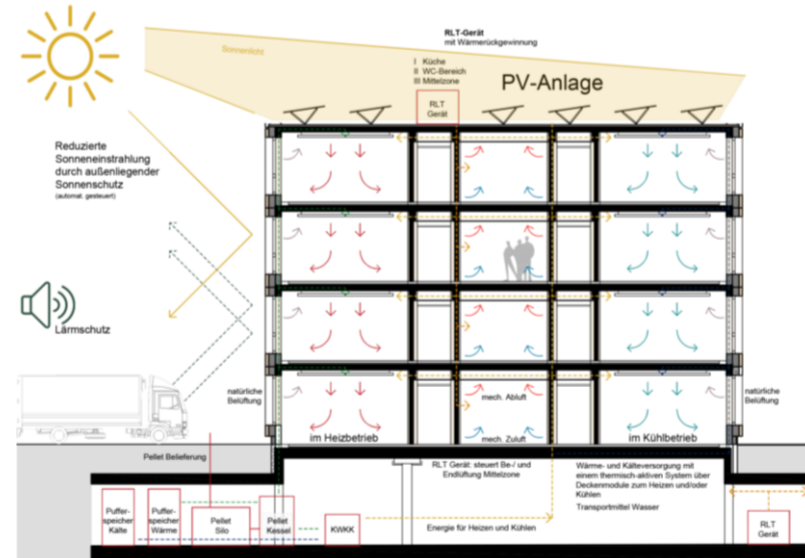 RLT-Gerät
mit Wärmerückgewinnung
Sonnenlicht
I Küche
II WC-Bereich
III Mittelzone
PV-Anlage
RLT
Gerät
Reduzierte
Sonneneinstrahlung
durch außenliegender
Sonnenschutz
(automat. gesteuert)
Lärmschutz
natürliche
Belüftung
mech. Abluft
natürliche
Belüftung
im Heizbetrieb
mech. Zuluft
im Kühlbetrieb
Pellet Belieferung
RLT Gerät: steuert Be-/ und
Endlüftung Mittelzone
Wärme- und Kälteversorgung mit
einem thermisch-aktiven System über
Deckenmodule zum Heizen und/oder
Kühlen
Transportmittel Wasser
Puffer-
speicher
Kälte
Puffer-
speicher
Wärme
Pellet
Silo
Pellet
Kessel
KWKK
Energie für Heizen und Kühlen
RLT
Gerät